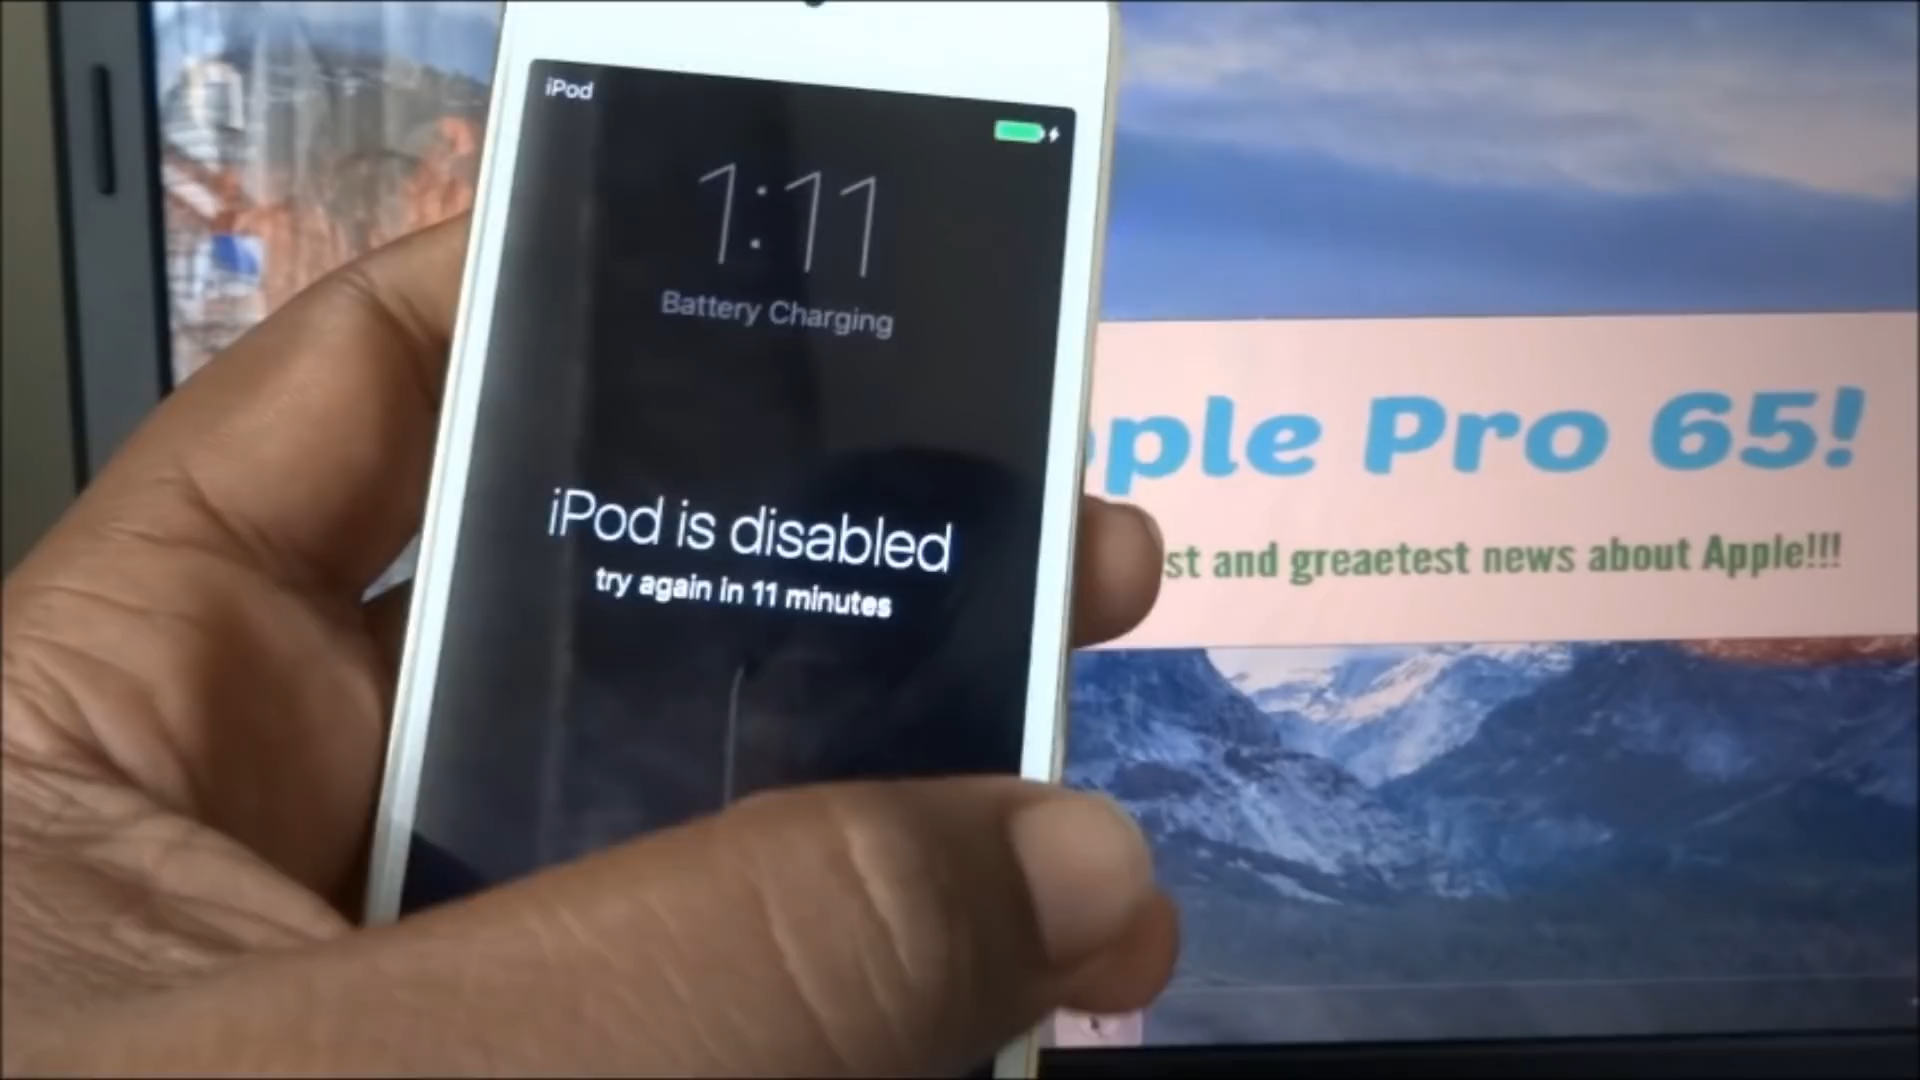 iPod
1:11
Battery Charging
iPod is disabled
try again in 11 minutes
pple Pro 65!
st and greaetest news about Apple!!!